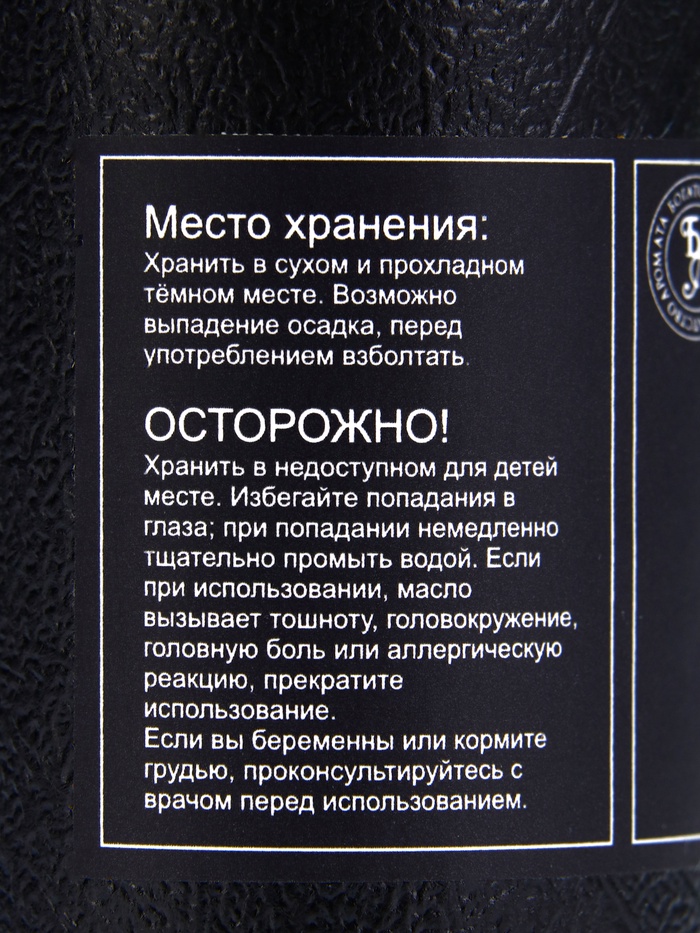 Место хранения:
Хранить в сухом и прохладном
тёмном месте. Возможно
выпадение осадка, перед
употреблением взболтать.
ОСТОРОЖНО!
Хранить в недоступном для детей
месте. Избегайте попадания в
глаза; при попадании немедленно
тщательно промыть водой. Если
при использовании, масло
вызывает тошноту, головокружение,
головную боль или аллергическую
реакцию, прекратите
использование.
Если вы беременны или кормите
грудью, проконсультируйтесь с
врачом перед использованием.
АРОМАТА